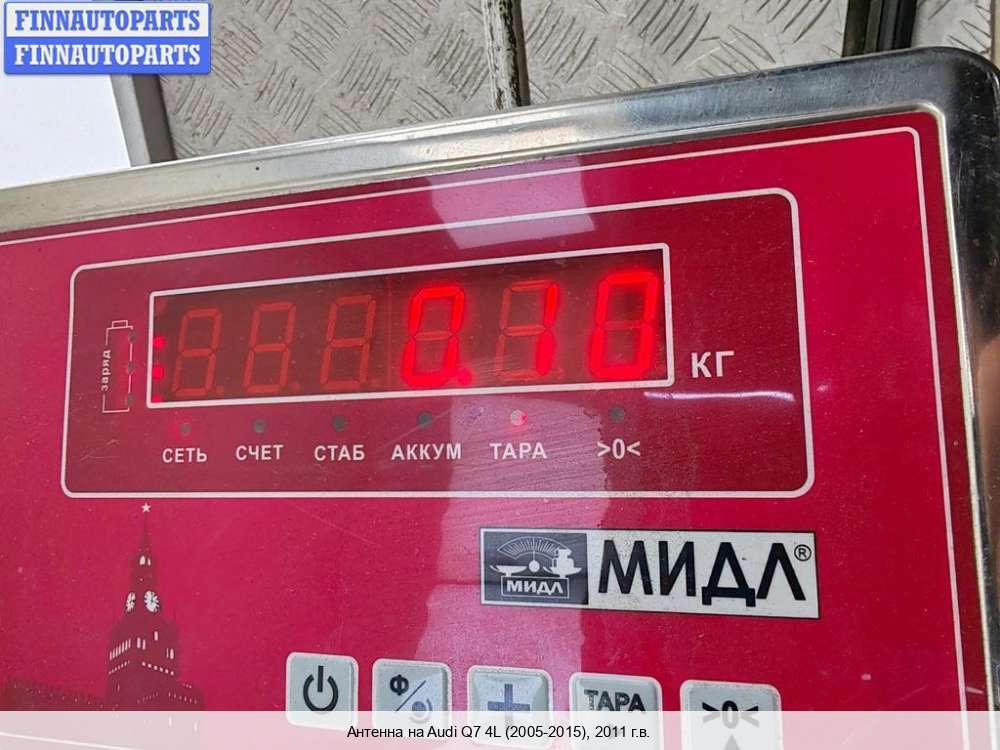 FINNAUTOPARTS
FINNAUTOPARTS
заряд
0.10 кг
СЕТЬ СЧЕТ СТАБ АККУМ ТАРА >0<
МИДЛ МИДЛ®
Ф ТАРА >0<
Антенна на Audi Q7 4L (2005-2015), 2011 г.в.